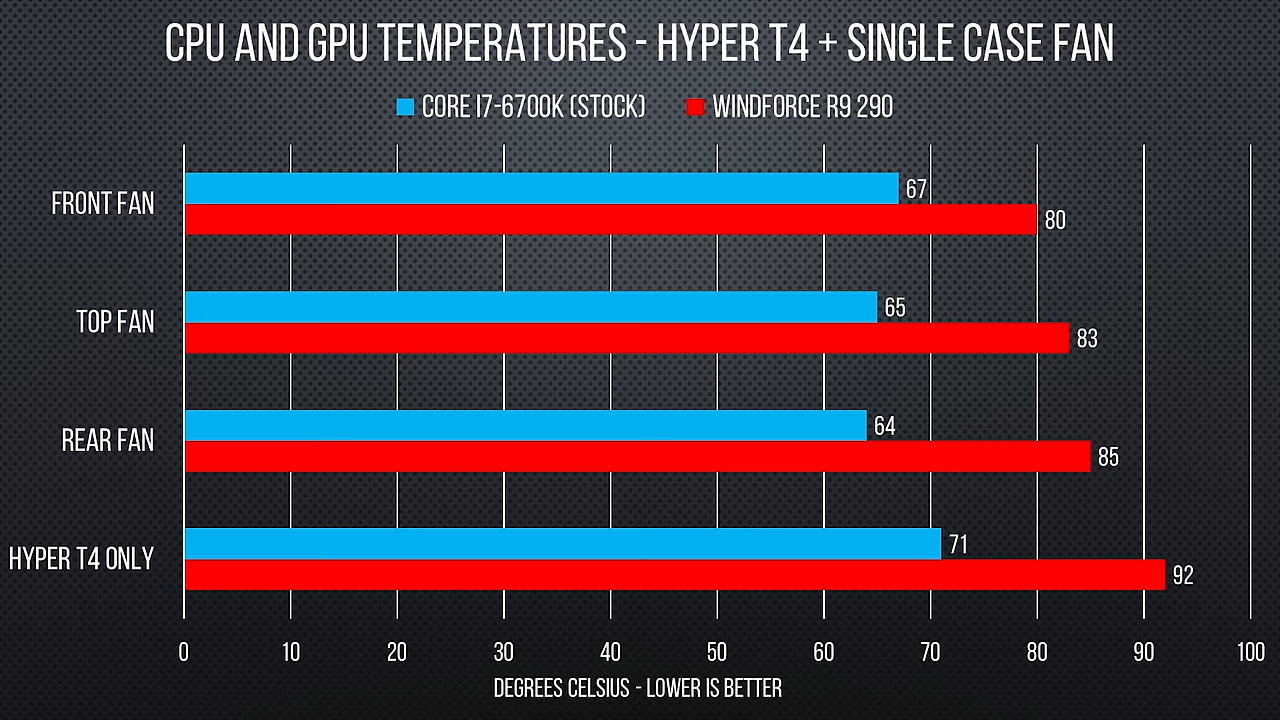 CPU AND GPU TEMPERATURES - HYPER T4 + SINGLE CASE FAN
CORE I7-6700K (STOCK) WINDFORCE R9 290
FRONT FAN
67
80
TOP FAN
65
83
REAR FAN
64
85
HYPER T4 ONLY
71
92
0 10 20 30 40 50 60 70 80 90 100
DEGREES CELSIUS - LOWER IS BETTER